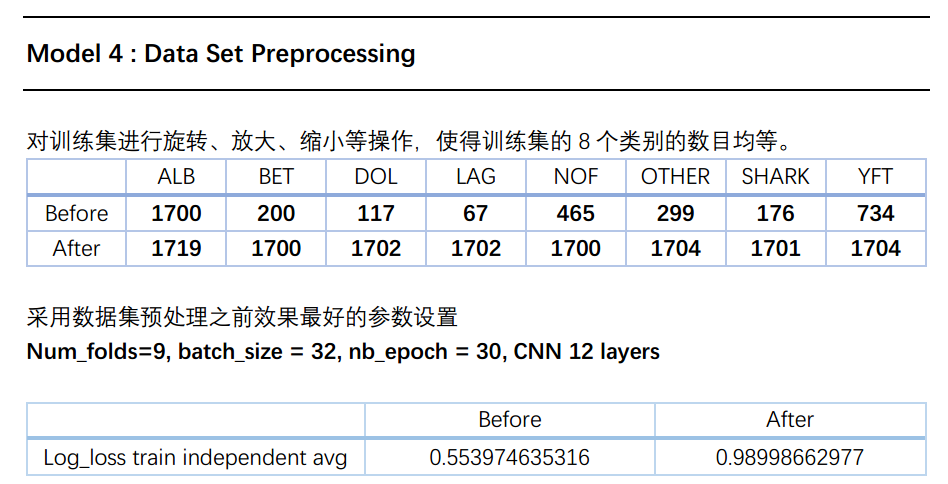 Model 4 : Data Set Preprocessing
对训练集进行旋转、放大、缩小等操作，使得训练集的 8 个类别的数目均等。
ALB BET DOL LAG NOF OTHER SHARK YFT
Before 1700 200 117 67 465 299 176 734
After 1719 1700 1702 1702 1700 1704 1701 1704
采用数据集预处理之前效果最好的参数设置
Num_folds=9, batch_size = 32, nb_epoch = 30, CNN 12 layers
Before After
Log_loss train independent avg 0.553974635316 0.98998662977